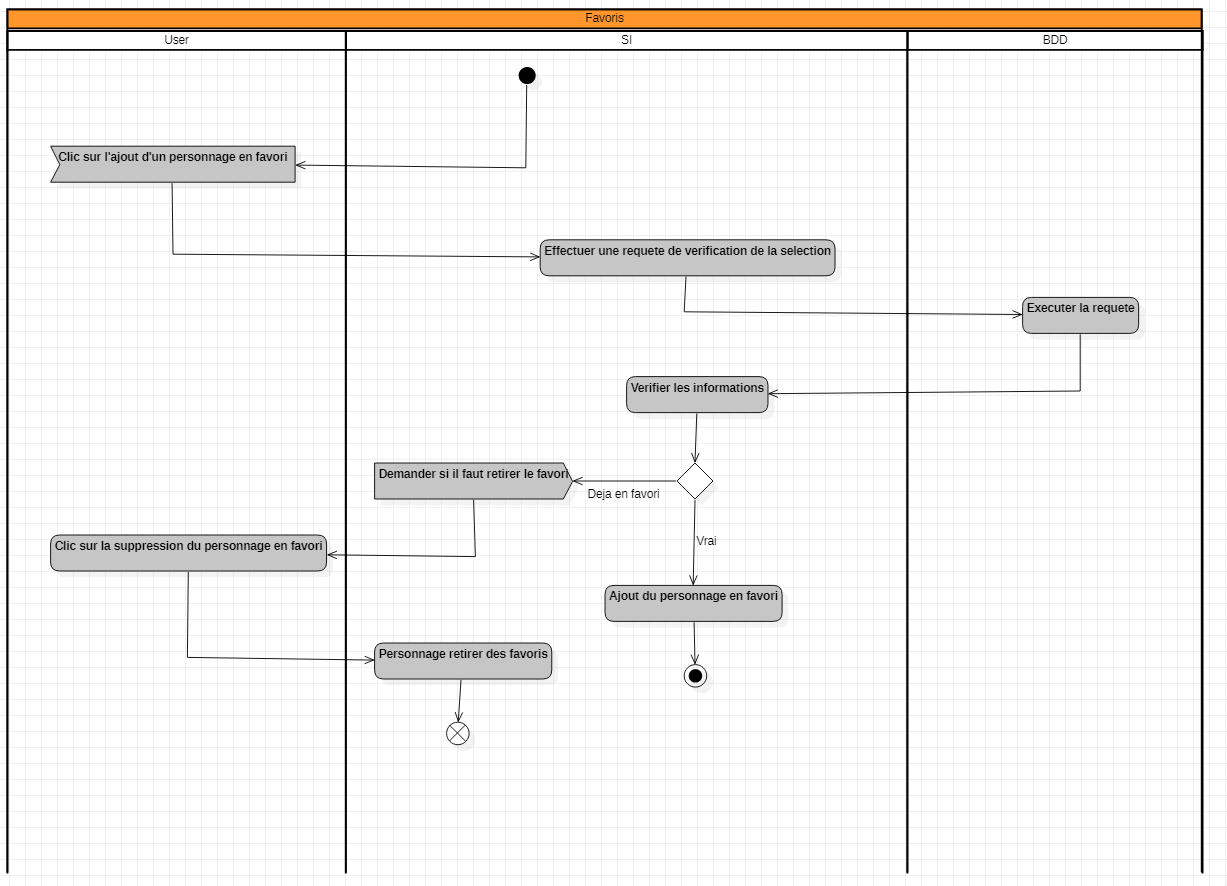 Favoris
User
SI
BDD
Clic sur l'ajout d'un personnage en favori
Effectuer une requete de verification de la selection
Executer la requete
Verifier les informations
Demander si il faut retirer le favori
Deja en favori
Clic sur la suppression du personnage en favori
Vrai
Ajout du personnage en favori
Personnage retirer des favoris